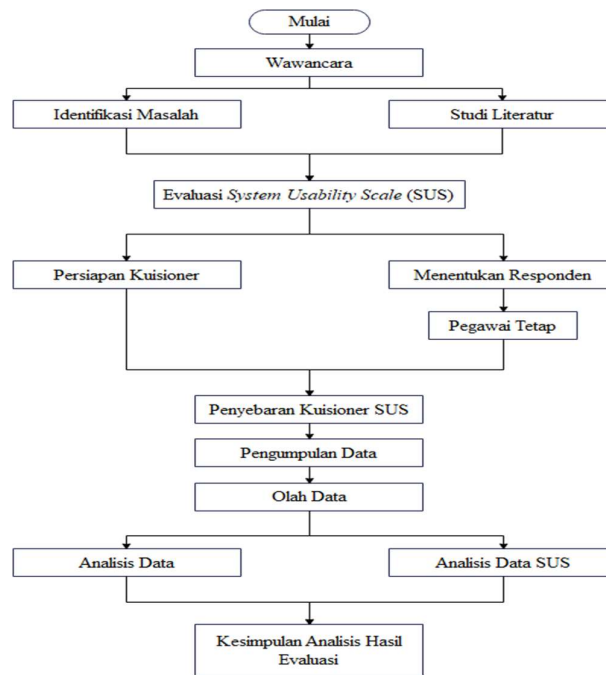 Mulai
Wawancara
Identifikasi Masalah
Studi Literatur
Evaluasi System Usability Scale (SUS)
Persiapan Kuisioner
Menentukan Responden
Pegawai Tetap
Penyebaran Kuisioner SUS
Pengumpulan Data
Olah Data
Analisis Data
Analisis Data SUS
Kesimpulan Analisis Hasil
Evaluasi